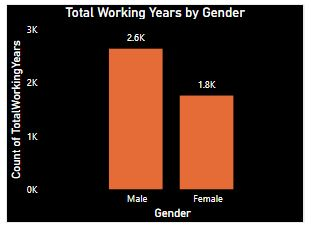 Total Working Years by Gender
3K
2K
1K
0K
Count of TotalWorkingYears
2.6K
1.8K
Male
Female
Gender